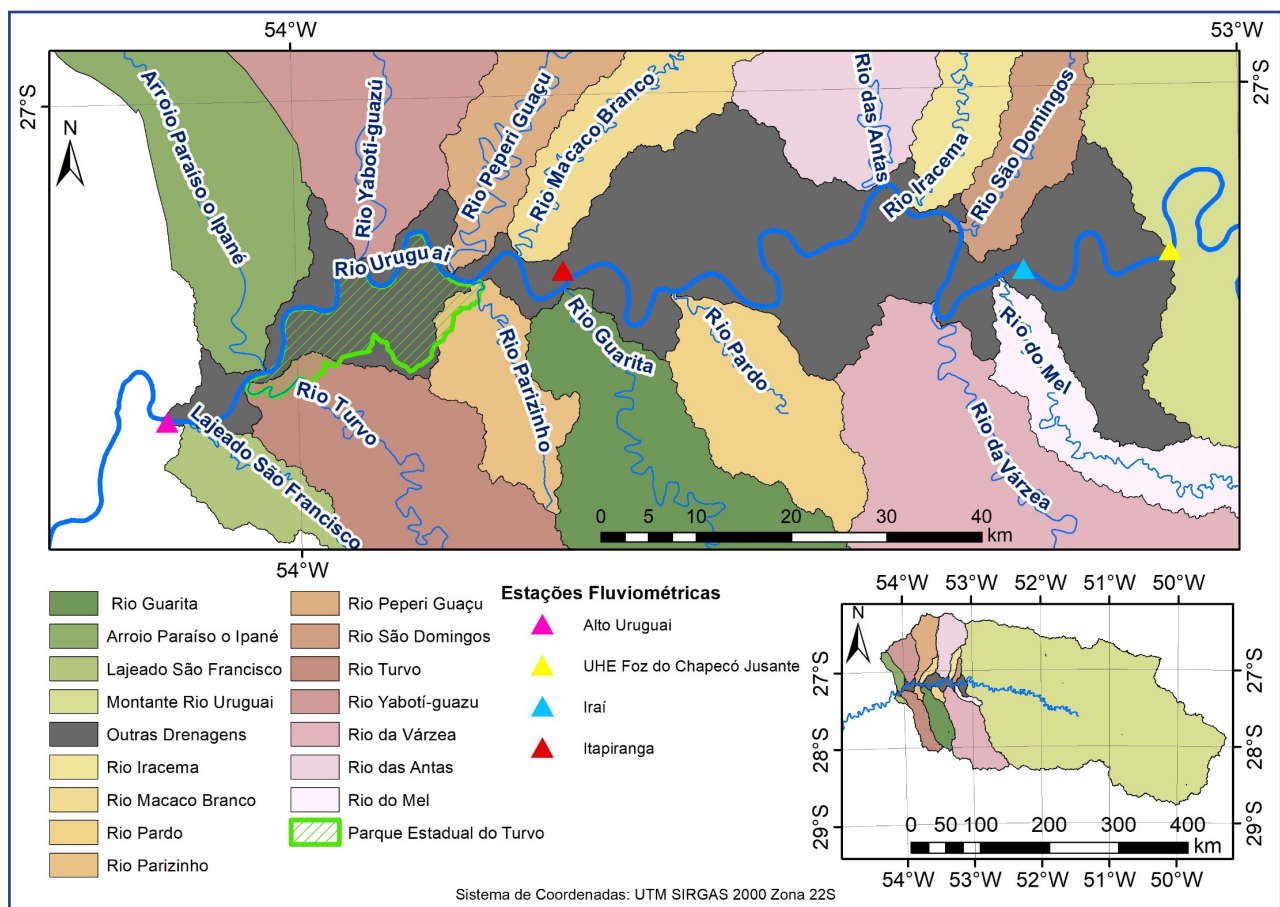 54°W
53°W
27°S
27°S
N
Arroio Paraíso o Ipané
Rio Yaboti-guazu
Rio Peperi Guaçu
Rio Macaco Branco
Rio das Antas
Rio Iracema
Rio São Domingos
Rio Uruguai
Rio Guarita
Rio Pardo
Rio do Mel
Rio Parizinho
Rio Turvo
Rio da Várzea
Lajeado São Francisco
0 5 10 20 30 40
km
54°W
Rio Guarita
Arroio Paraíso o Ipané
Lajeado São Francisco
Montante Rio Uruguai
Outras Drenagens
Rio Iracema
Rio Macaco Branco
Rio Pardo
Rio Parizinho
Rio Peperi Guaçu
Rio São Domingos
Rio Turvo
Rio Yabotí-guazu
Rio da Várzea
Rio das Antas
Rio do Mel
Parque Estadual do Turvo
Estações Fluviométricas
Alto Uruguai
UHE Foz do Chapecó Jusante
Iraí
Itapiranga
54°W 53°W 52°W 51°W 50°W
N
27°S
27°S
28°S
28°S
29°S
29°S
0 50 100 200 300 400
km
54°W 53°W 52°W 51°W 50°W
Sistema de Coordenadas: UTM SIRGAS 2000 Zona 22S